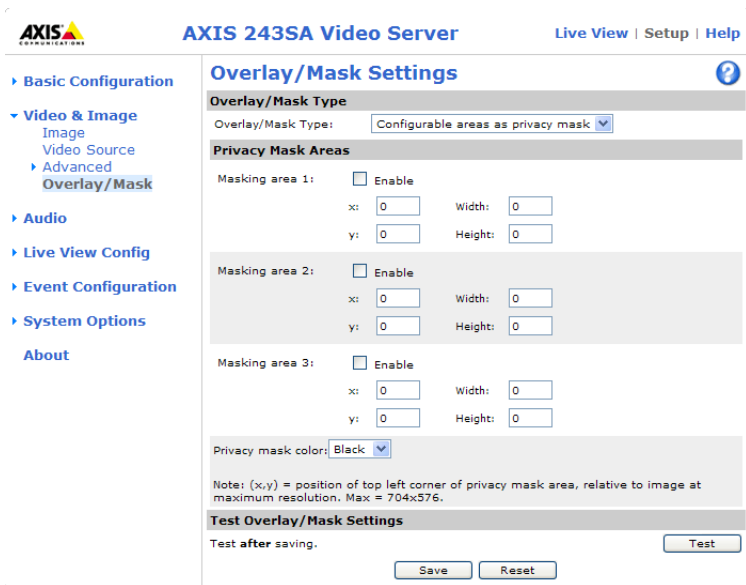 AXIS
COMMUNICATIONS
AXIS 243SA Video Server
Live View | Setup | Help
Basic Configuration
Video & Image
Image
Video Source
Advanced
Overlay/Mask
Audio
Live View Config
Event Configuration
System Options
About
Overlay/Mask Settings
?
Overlay/Mask Type
Overlay/Mask Type: Configurable areas as privacy mask
Privacy Mask Areas
Masking area 1: Enable
x: 0 Width: 0
y: 0 Height: 0
Masking area 2: Enable
x: 0 Width: 0
y: 0 Height: 0
Masking area 3: Enable
x: 0 Width: 0
y: 0 Height: 0
Privacy mask color: Black
Note: (x,y) = position of top left corner of privacy mask area, relative to image at
maximum resolution. Max = 704x576.
Test Overlay/Mask Settings
Test after saving. Test
Save Reset